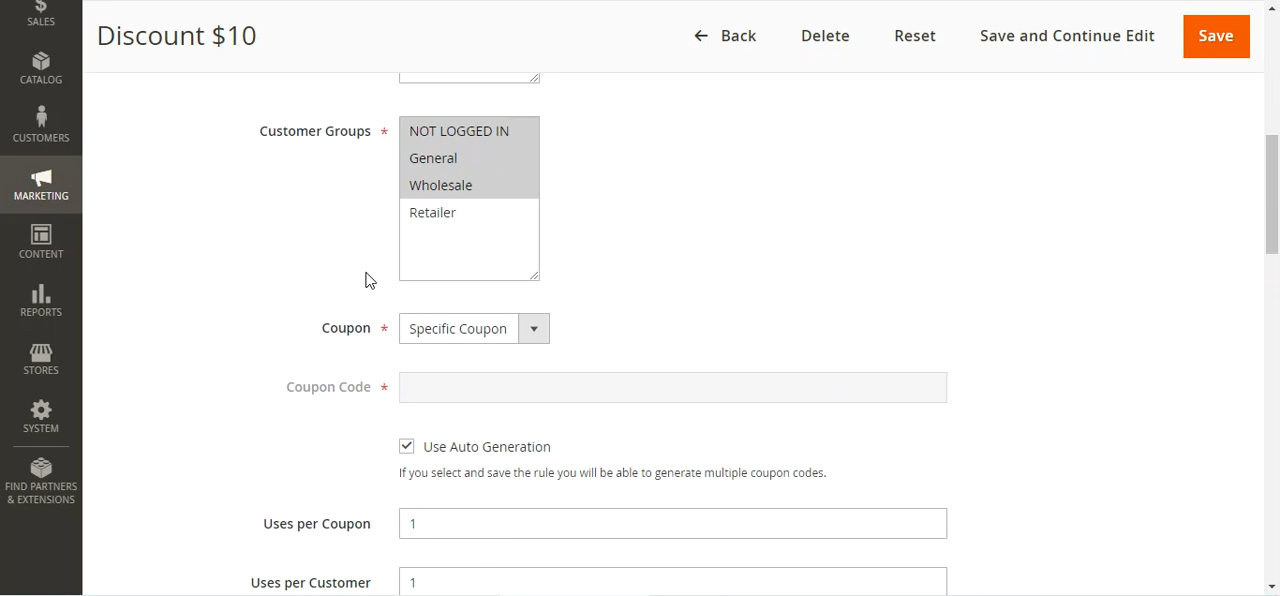 SALES
CATALOG
CUSTOMERS
MARKETING
CONTENT
REPORTS
STORES
SYSTEM
FIND PARTNERS
& EXTENSIONS
Discount $10
Back
Delete
Reset
Save and Continue Edit
Save
Customer Groups *
NOT LOGGED IN
General
Wholesale
Retailer
Coupon *
Specific Coupon
Coupon Code *
Use Auto Generation
If you select and save the rule you will be able to generate multiple coupon codes.
Uses per Coupon
1
Uses per Customer
1